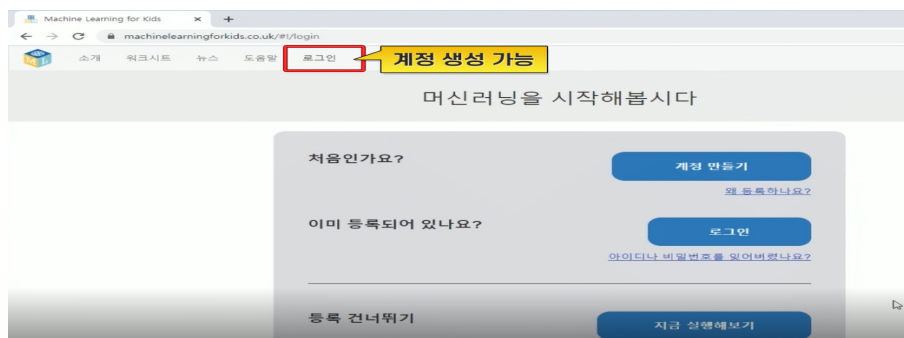 Machine Learning for Kids
machinelearningforkids.co.uk/#!/login
소개 워크시트 뉴스 도움말 로그인
계정 생성 가능
머신러닝을 시작해봅시다
처음인가요?
계정 만들기
왜 등록하나요?
이미 등록되어 있나요?
로그인
아이디나 비밀번호를 잊어버렸나요?
등록 건너뛰기
지금 실행해보기